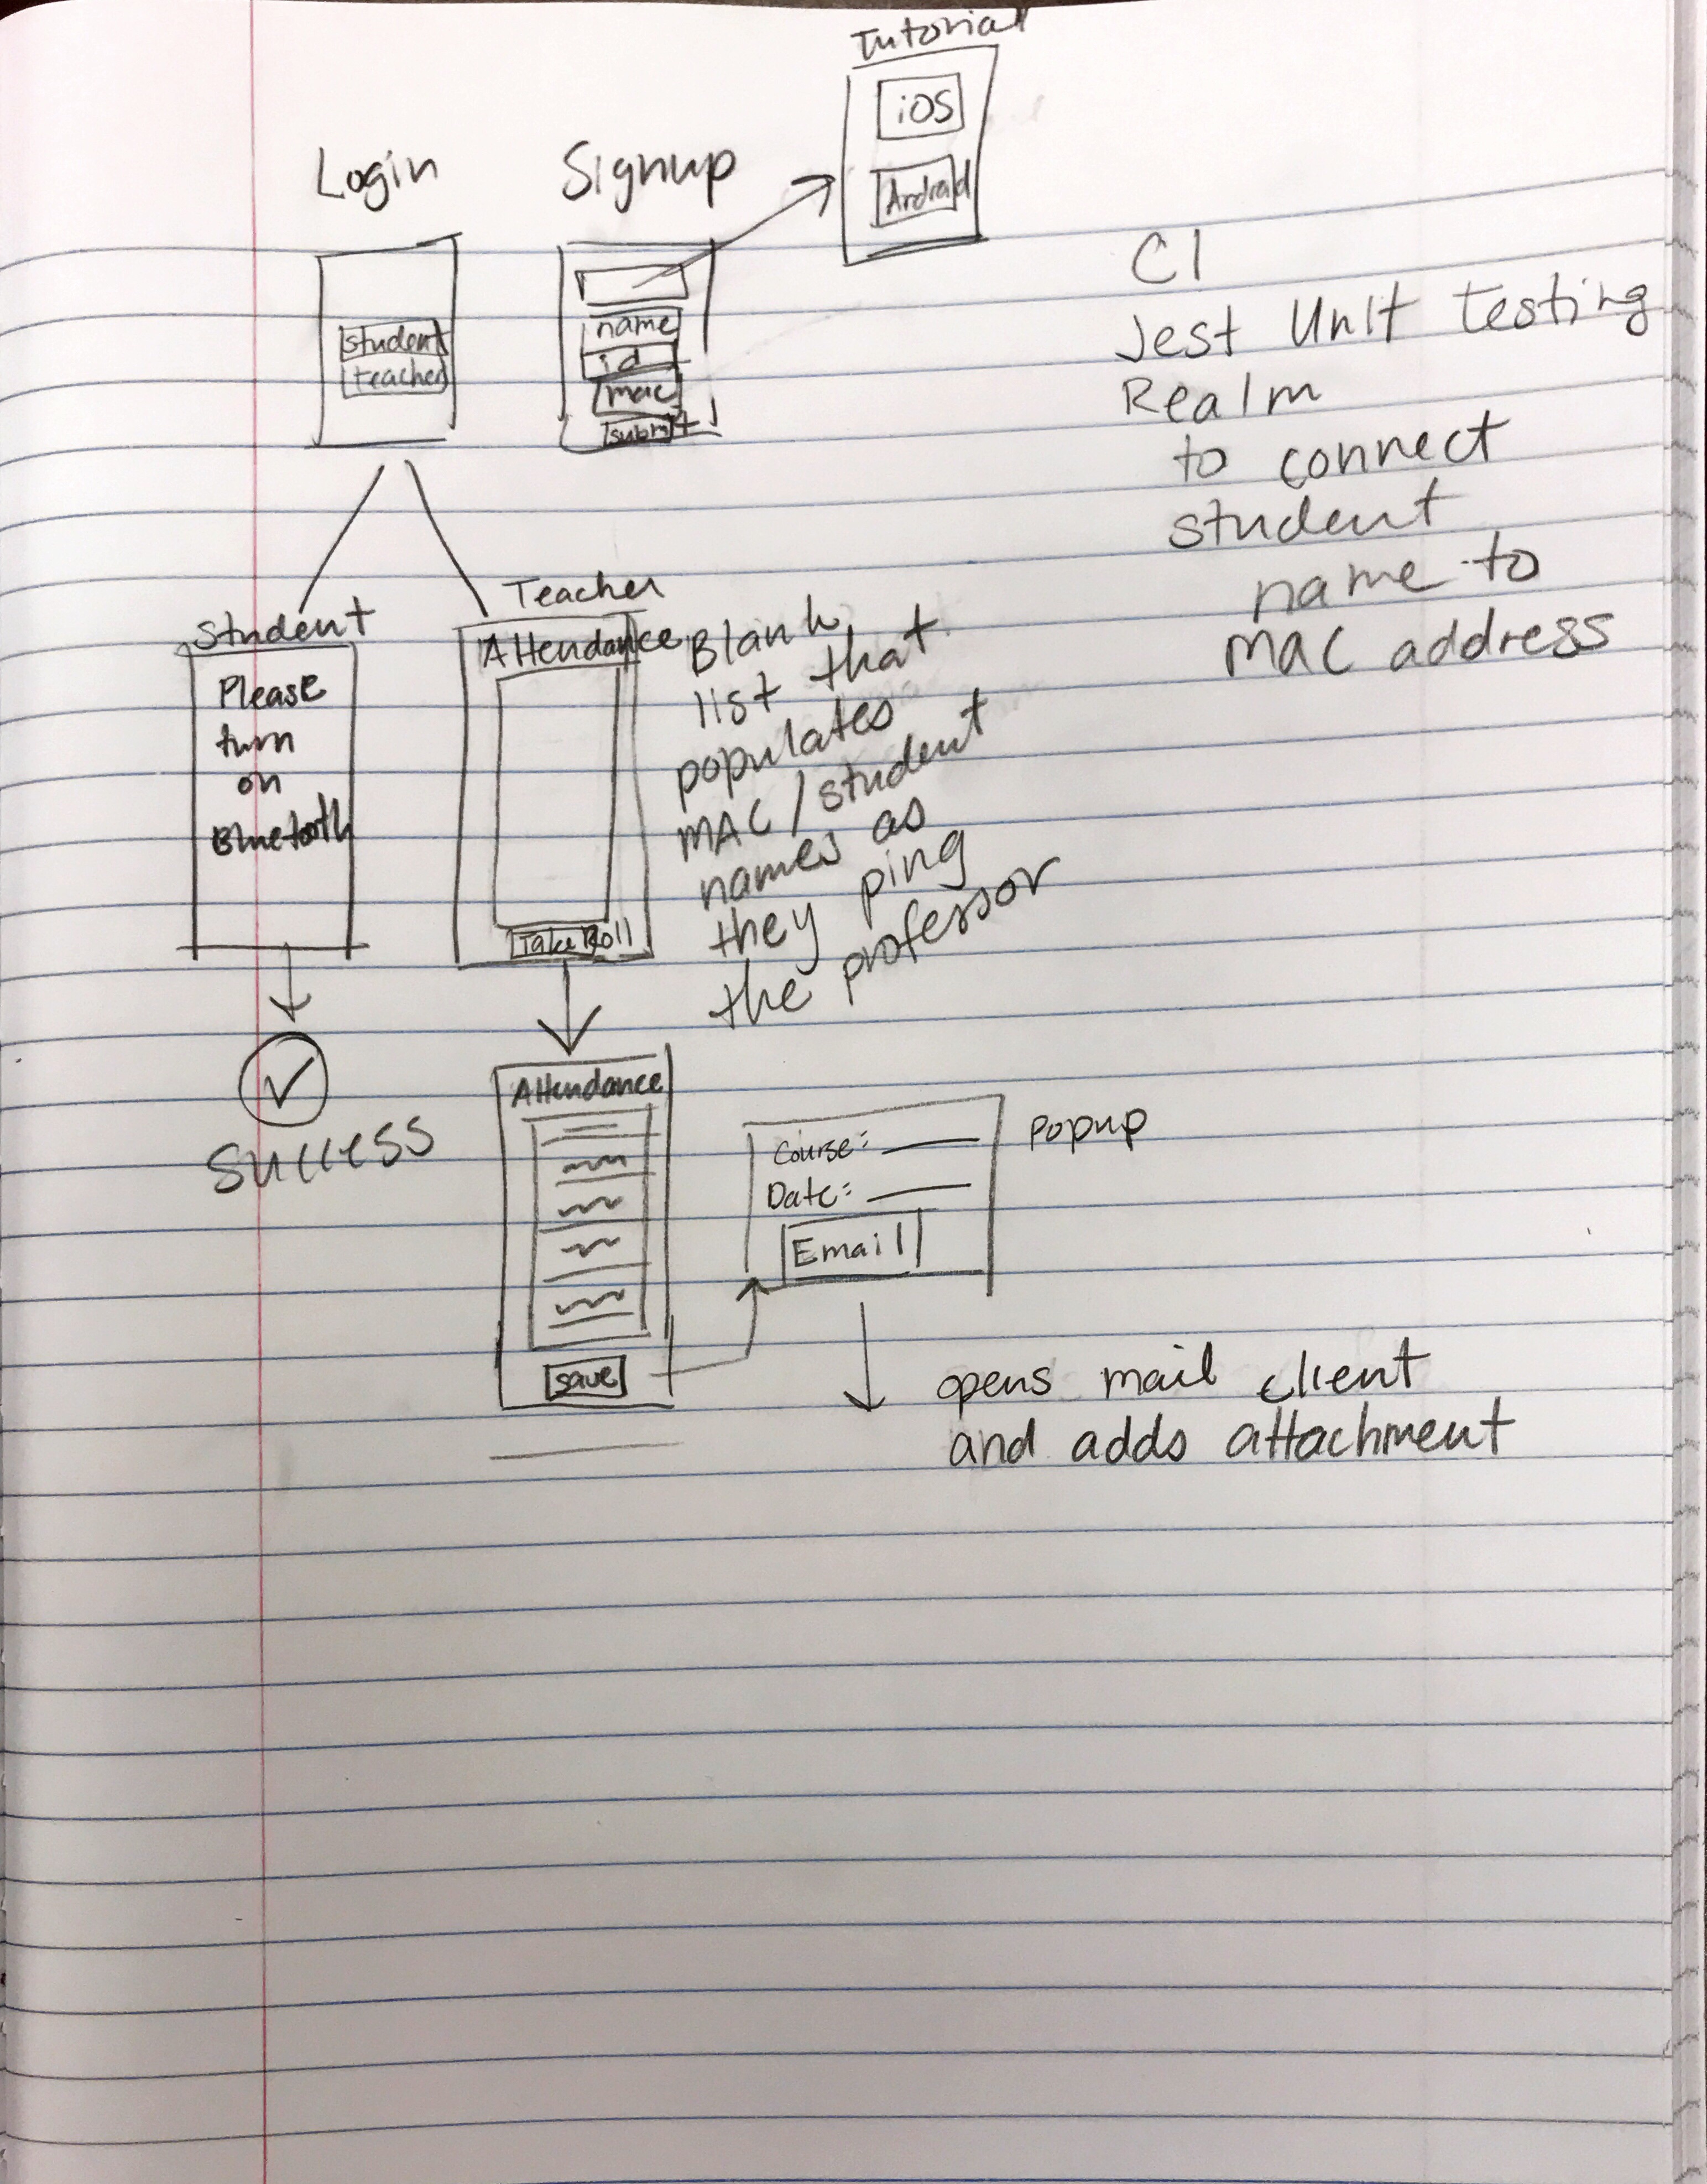 Tutorial
iOS
Android
Login
student
teacher
Signup
name
id
mac
submit
CI
Jest Unit testing
Realm
to connect
student
name to
MAC address
Student
Please
turn
on
Bluetooth
Success
Teacher
Attendance
Take Roll
Blank
list that
populates
MAC/student
names as
they ping
the professor
Attendance
save
Course:
Date:
Email
Popup
opens mail client
and adds attachment